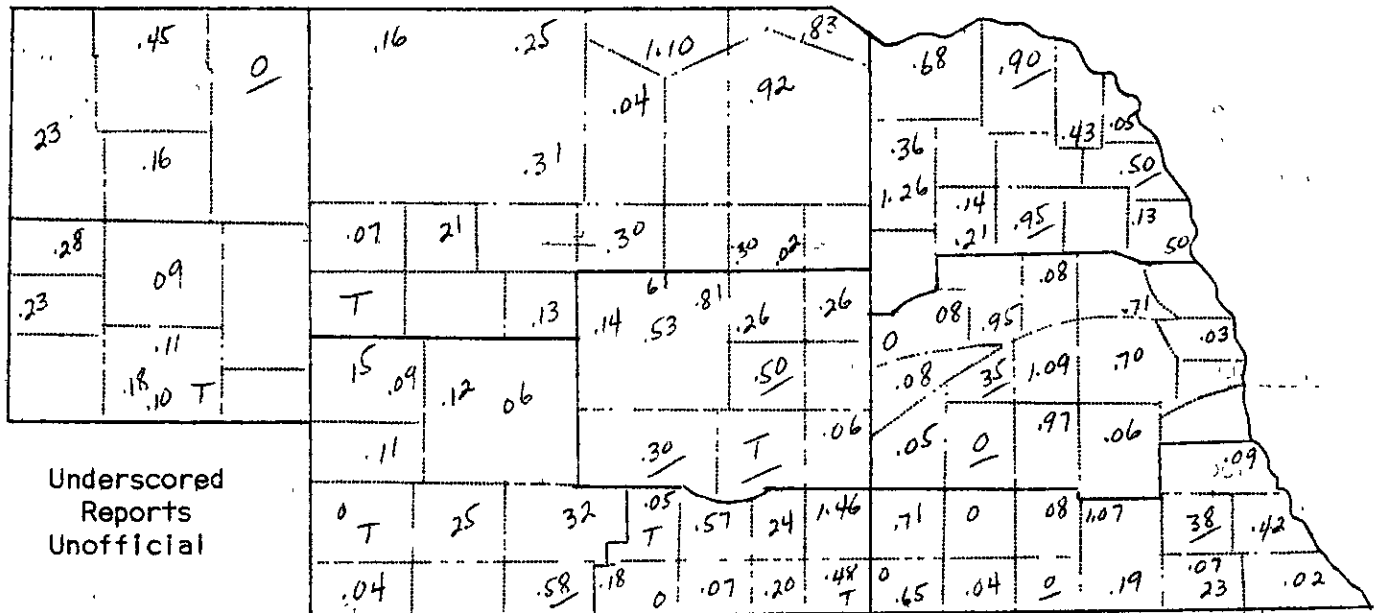 .45 0 .16 .25 1.10 .83 .68 .90
23 .16 .31 .04 .92 .43 .05
.36 .50
1.26 .14 .95 .13
.28 .07 21 .30 .30 .02 .21 50
09 .08
.23 T .13 .14 .53 61 .81 .26 .26 0 08 .95 .71 .03
.11 15 .09 .12 06 .50 .08 35 1.09 .70
.18 .10 T
.11 .30 T .06 .05 0 .97 .06 .09
Underscored
Reports
Unofficial
0 T 25 32 .05 T .57 24 1.46 .71 0 08 1.07 38 .42
.04 .58 .18 0 .07 .20 .48 T 0 .65 .04 0 .19 .07 23 .02